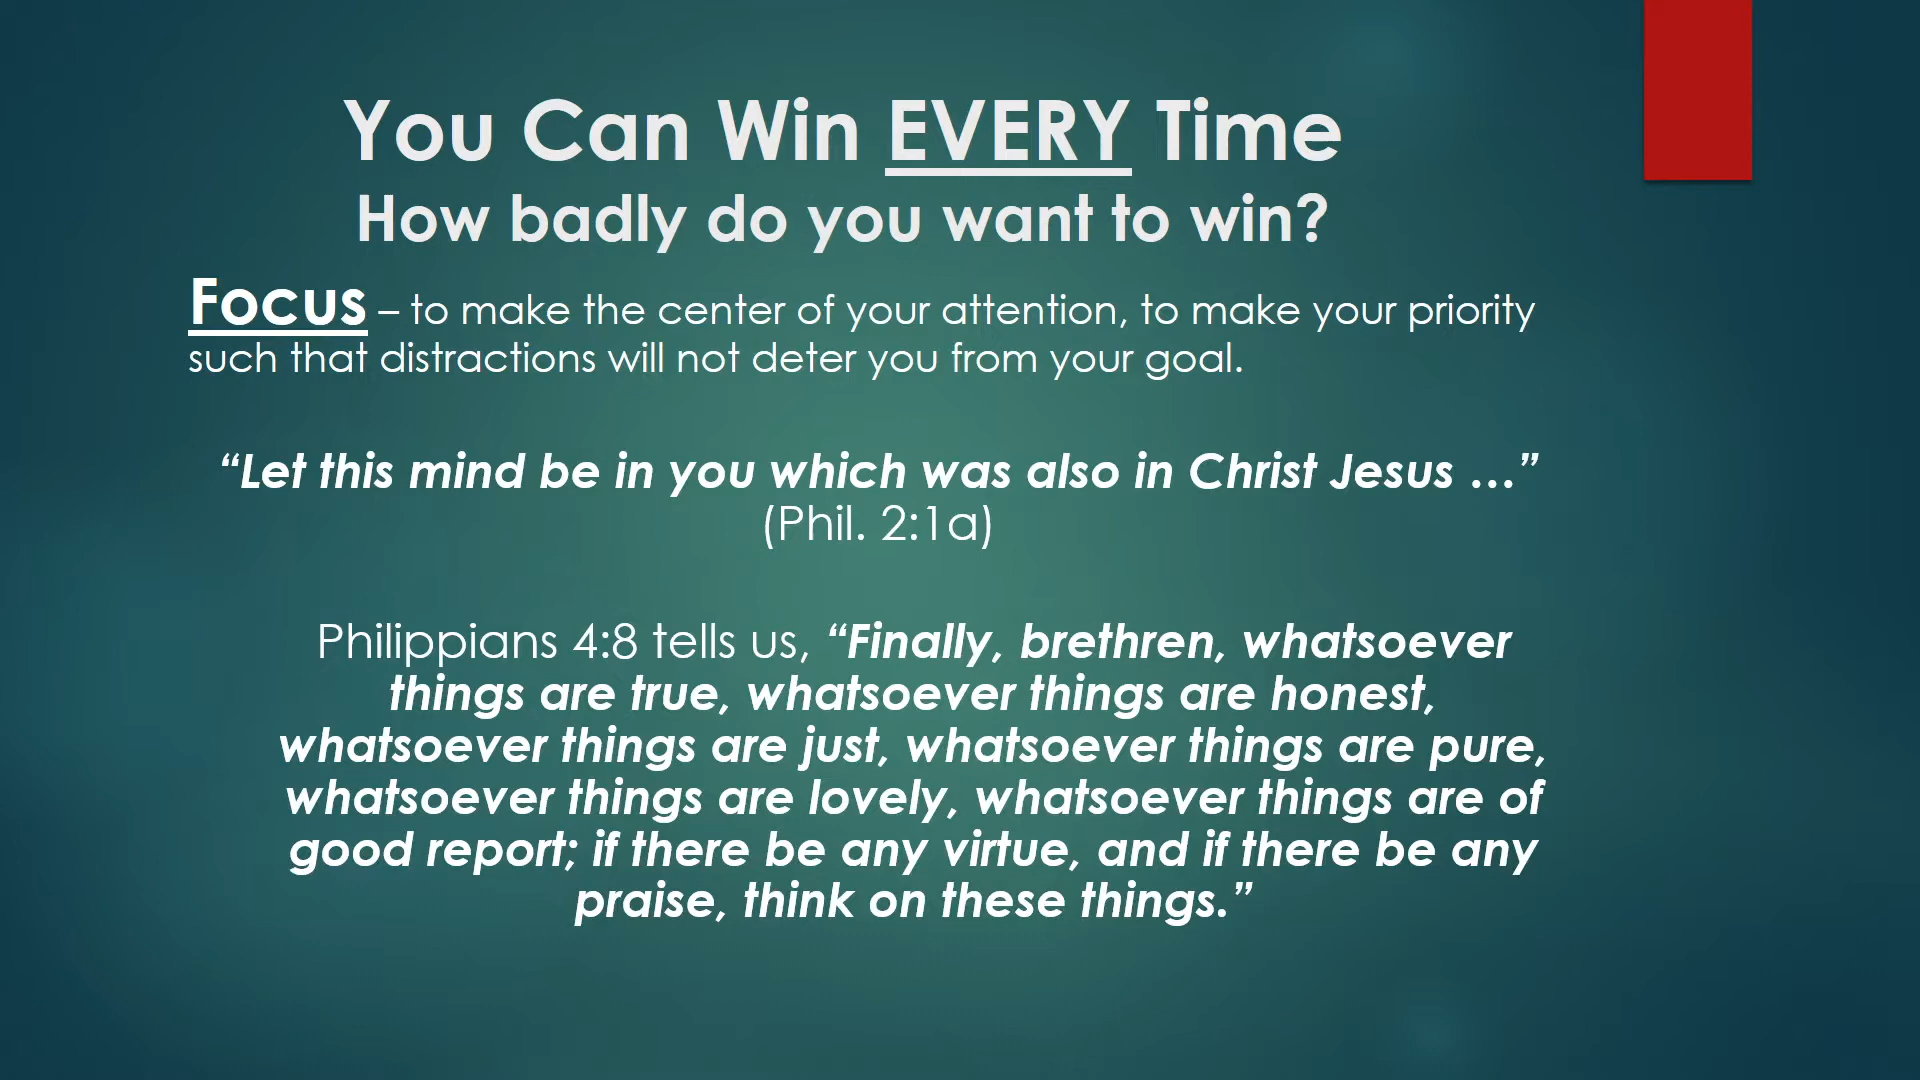 You Can Win EVERY Time
How badly do you want to win?
Focus – to make the center of your attention, to make your priority
such that distractions will not deter you from your goal.
“Let this mind be in you which was also in Christ Jesus …”
(Phil. 2:1a)
Philippians 4:8 tells us, “Finally, brethren, whatsoever
things are true, whatsoever things are honest,
whatsoever things are just, whatsoever things are pure,
whatsoever things are lovely, whatsoever things are of
good report; if there be any virtue, and if there be any
praise, think on these things.”